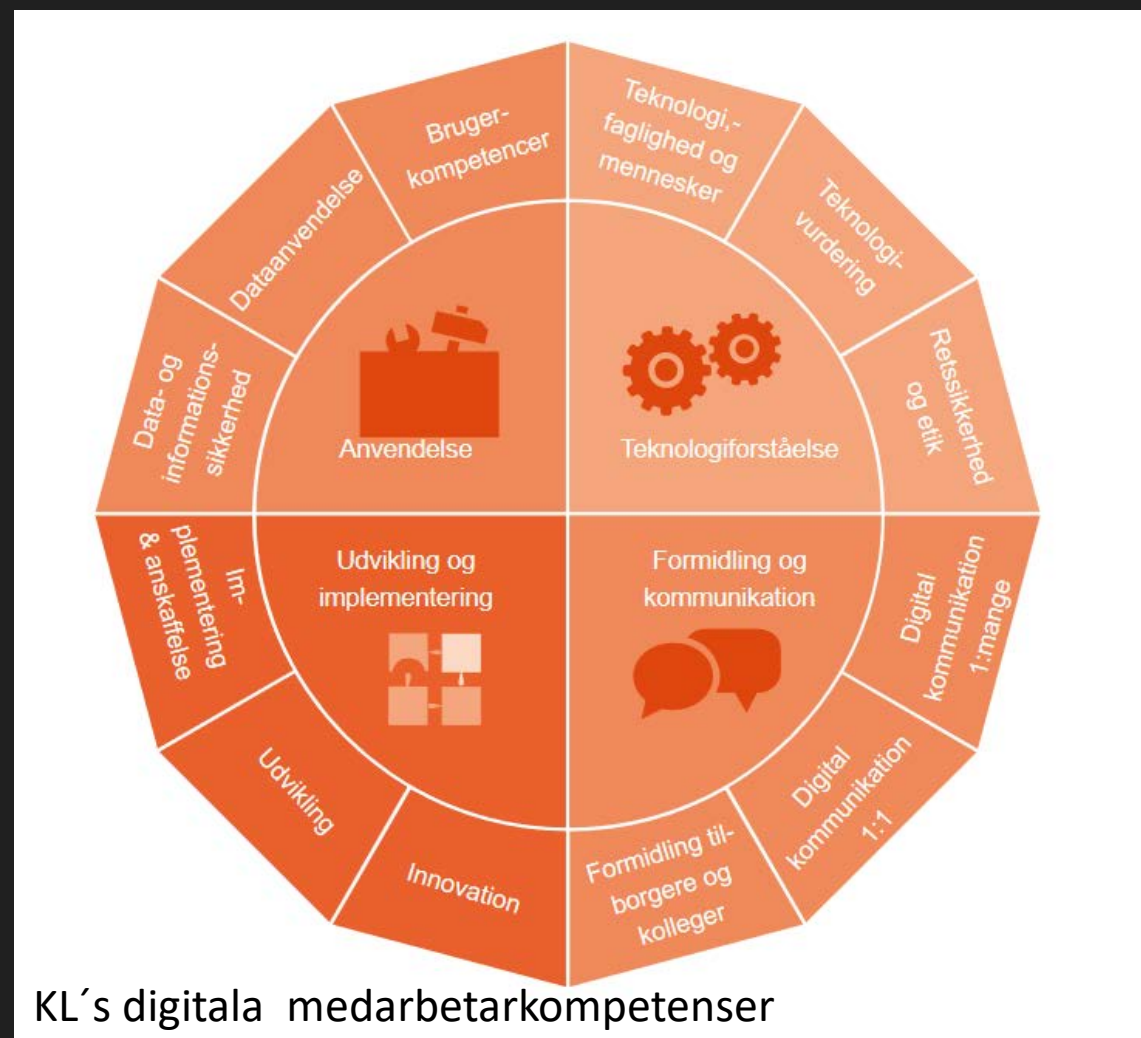 Bruger-
kompetencer
Teknologi,-
faglighed og
mennesker
Teknologi-
vurdering
Retssikkerhed
og etik
Digital
kommunikation
1:mange
Digital
kommunikation
1:1
Formidling til-
borgere og
kolleger
Innovation
Udvikling
Im-
plementering
& anskaffelse
Data- og
informations-
sikkerhed
Dataanvendelse
Anvendelse
Teknologiforståelse
Udvikling og
implementering
Formidling og
kommunikation
KL´s digitala  medarbetarkompetenser